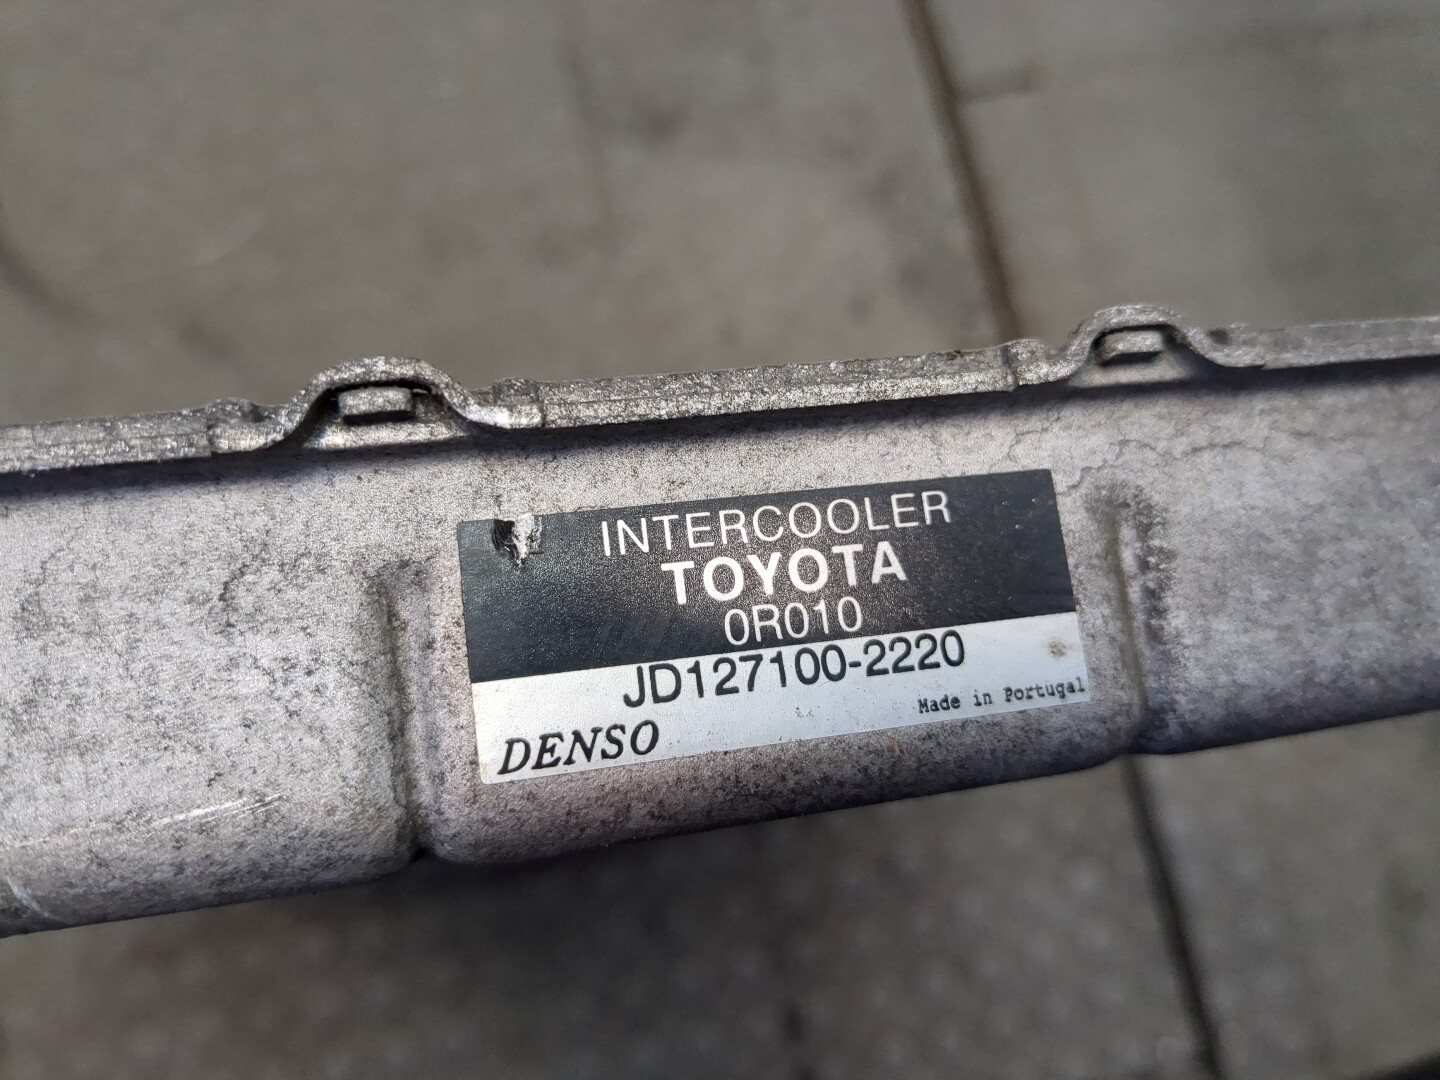 INTERCOOLER
TOYOTA
0R010
JD127100-2220
Made in Portugal
DENSO